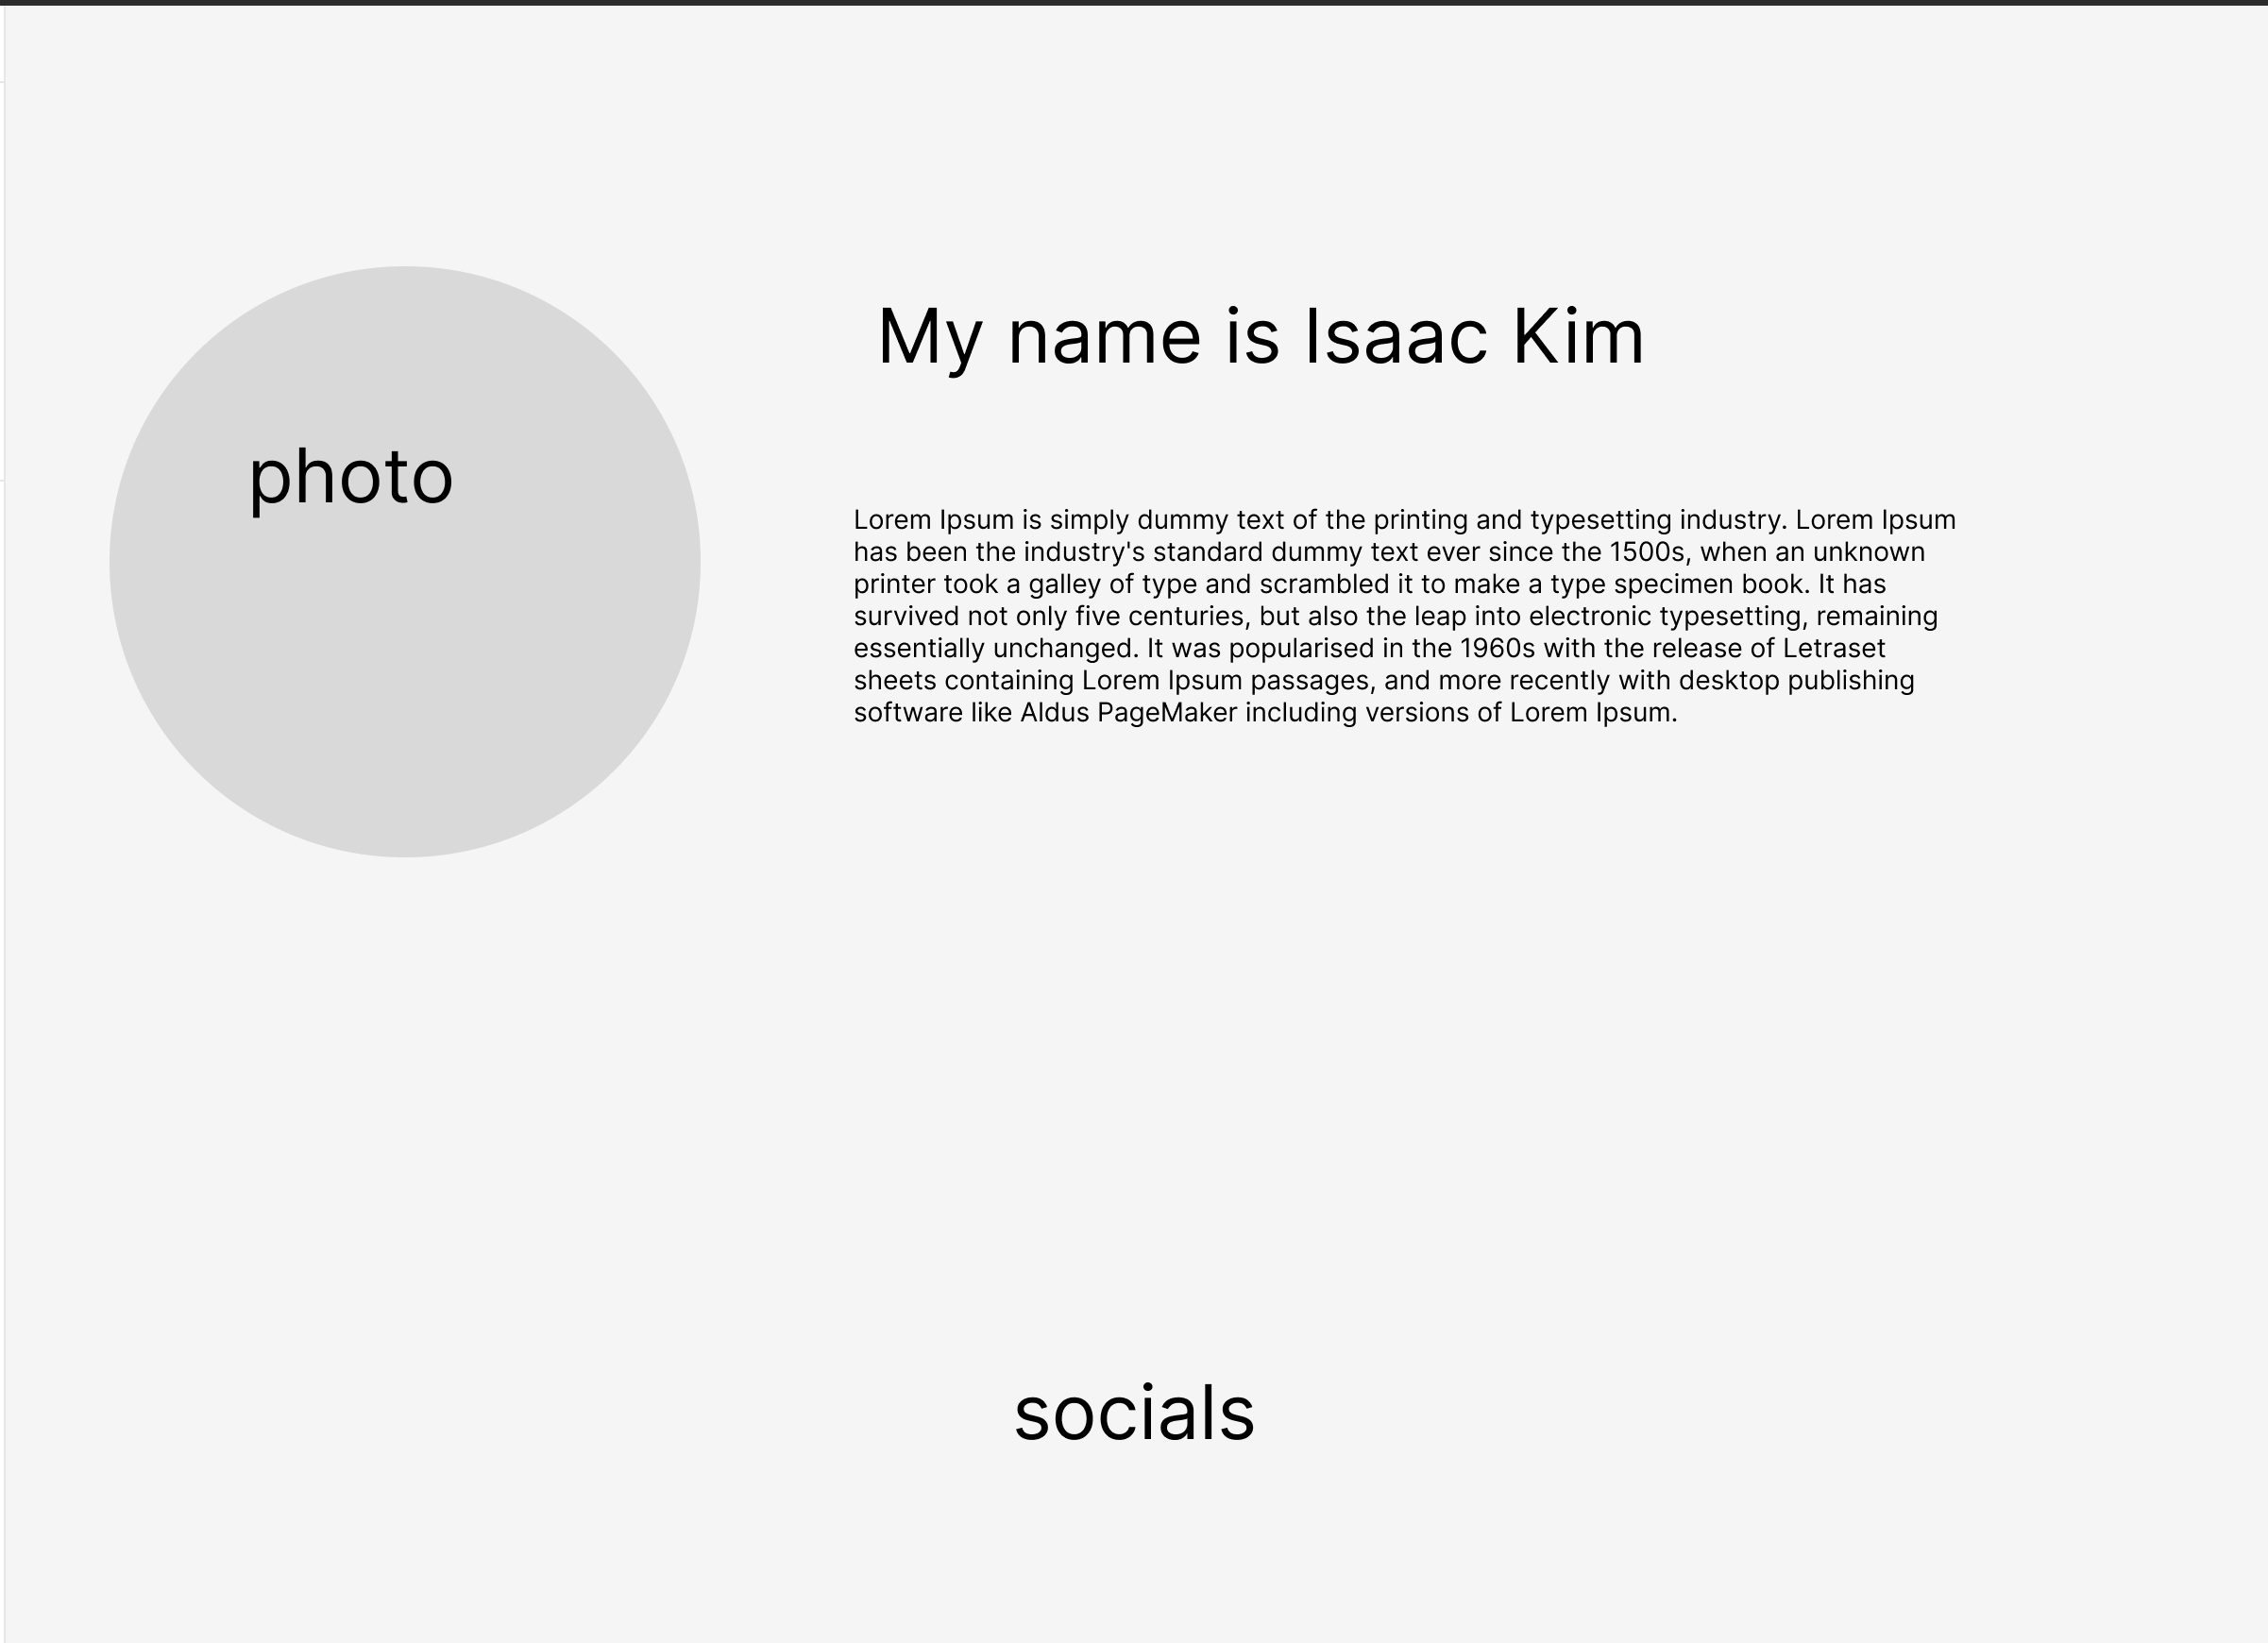 My name is Isaac Kim
photo
Lorem Ipsum is simply dummy text of the printing and typesetting industry. Lorem Ipsum
has been the industry's standard dummy text ever since the 1500s, when an unknown
printer took a galley of type and scrambled it to make a type specimen book. It has
survived not only five centuries, but also the leap into electronic typesetting, remaining
essentially unchanged. It was popularised in the 1960s with the release of Letraset
sheets containing Lorem Ipsum passages, and more recently with desktop publishing
software like Aldus PageMaker including versions of Lorem Ipsum.
socials